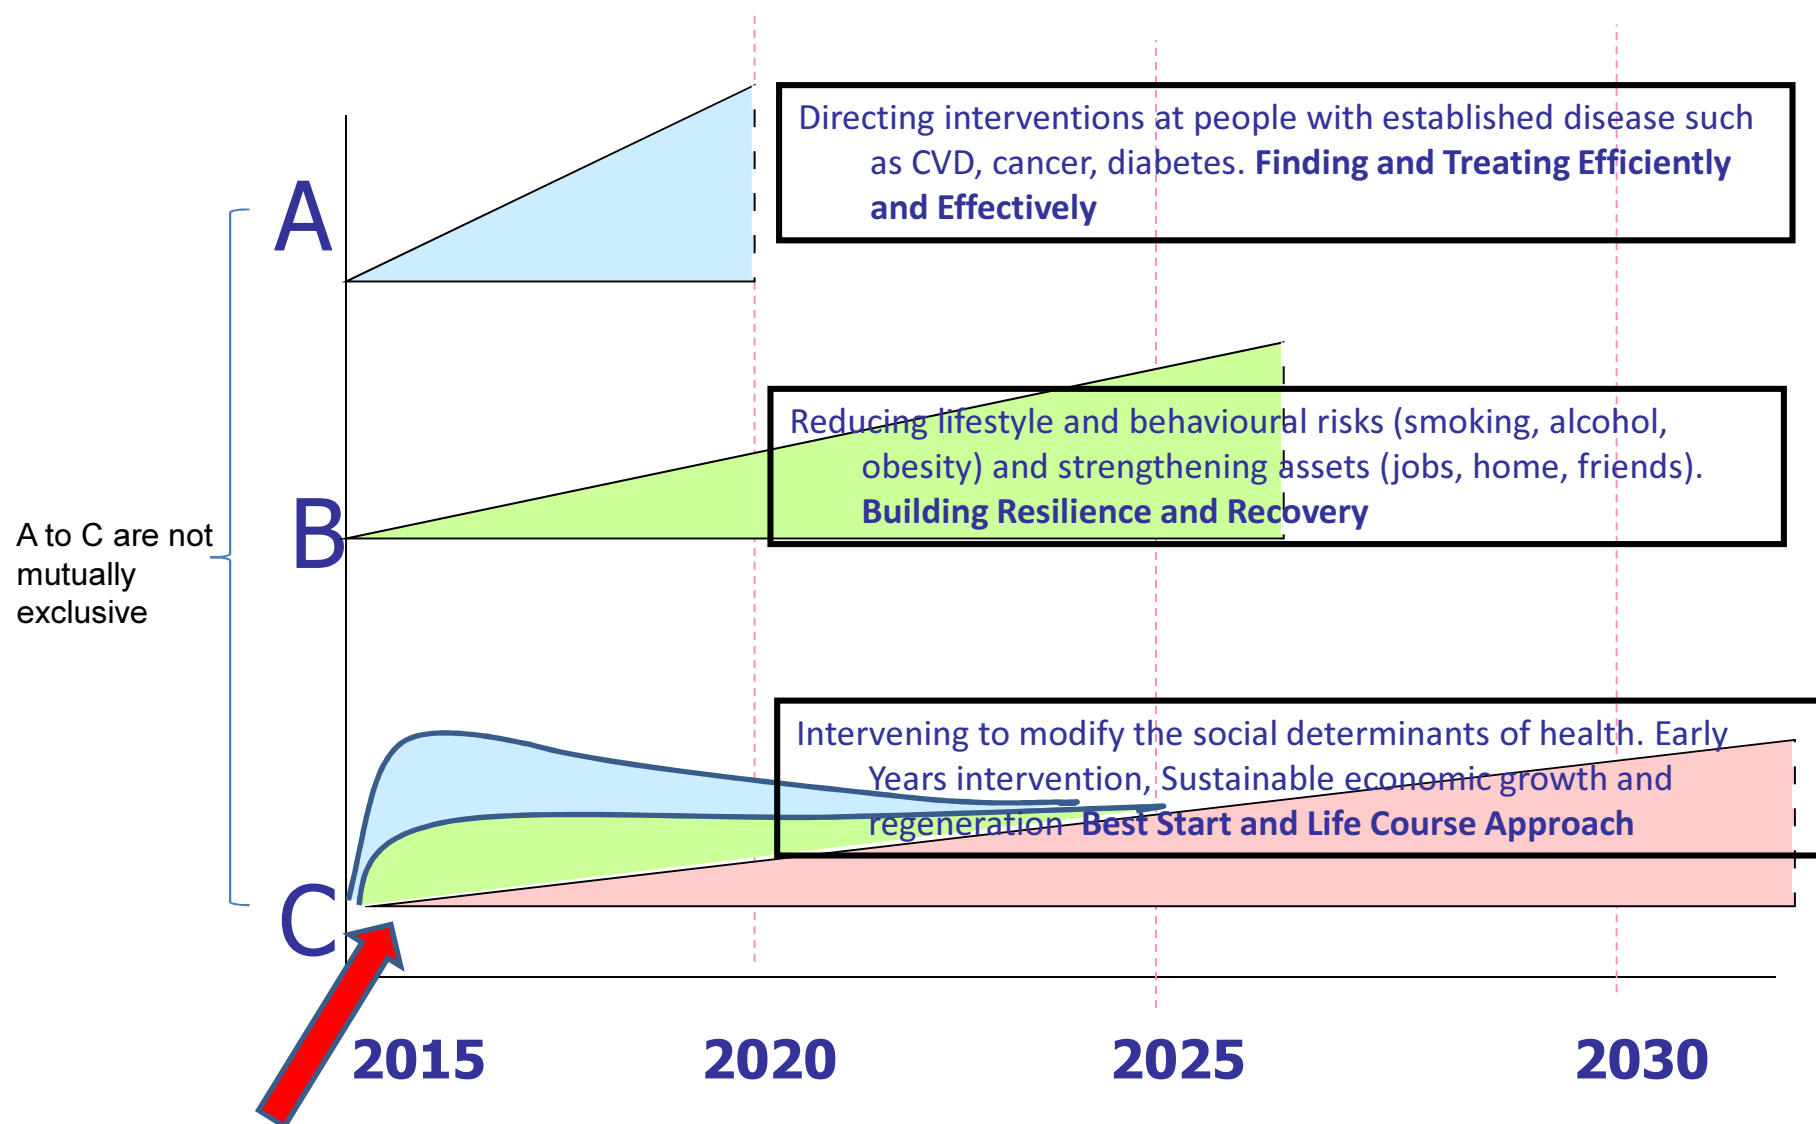 A
Directing interventions at people with established disease such
as CVD, cancer, diabetes. Finding and Treating Efficiently
and Effectively
B
Reducing lifestyle and behavioural risks (smoking, alcohol,
obesity) and strengthening assets (jobs, home, friends).
Building Resilience and Recovery
A to C are not
mutually
exclusive
C
Intervening to modify the social determinants of health. Early
Years intervention, Sustainable economic growth and
regeneration Best Start and Life Course Approach
2015 2020 2025 2030